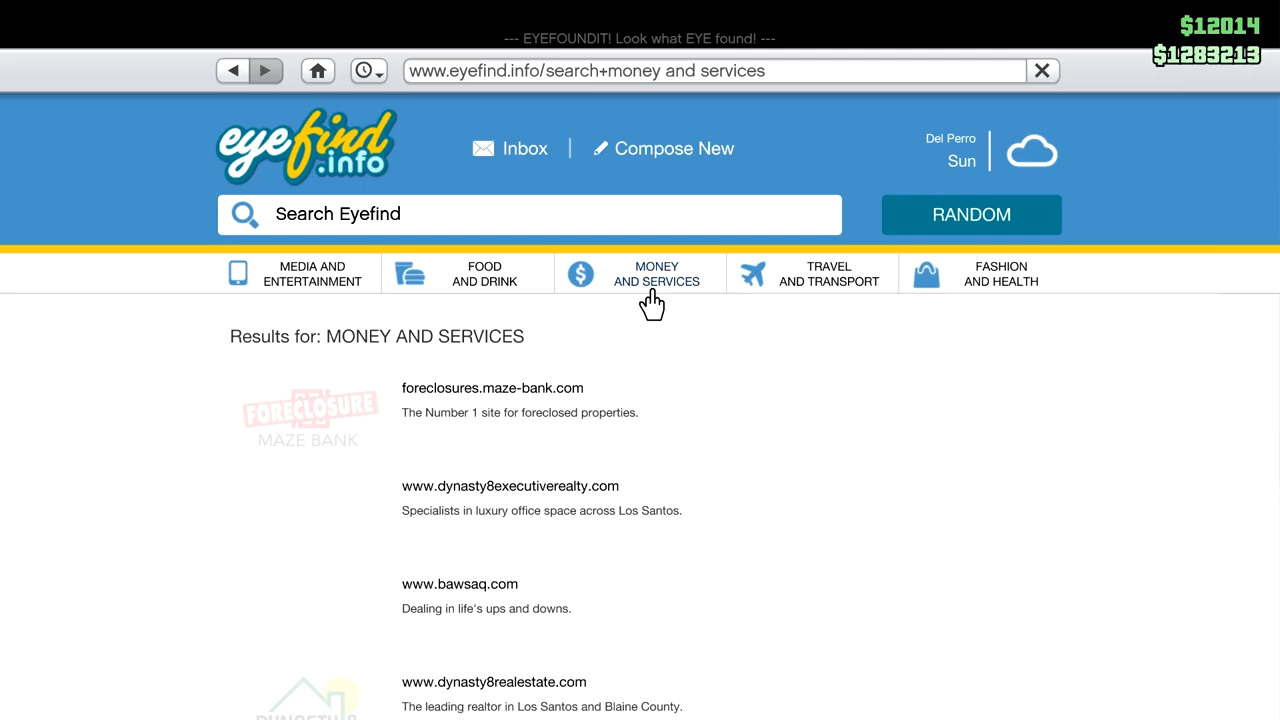 $12014
--- EYEFOUNDIT! Look what EYE found! ---
$1283213
www.eyefind.info/search+money and services
eyefind
.info
Inbox
Compose New
Del Perro
Sun
Search Eyefind
RANDOM
MEDIA AND
ENTERTAINMENT
FOOD
AND DRINK
MONEY
AND SERVICES
TRAVEL
AND TRANSPORT
FASHION
AND HEALTH
Results for: MONEY AND SERVICES
FORECLOSURE
MAZE BANK
foreclosures.maze-bank.com
The Number 1 site for foreclosed properties.
www.dynasty8executiverealty.com
Specialists in luxury office space across Los Santos.
www.bawsaq.com
Dealing in life's ups and downs.
DYNASTY 8
www.dynasty8realestate.com
The leading realtor in Los Santos and Blaine County.